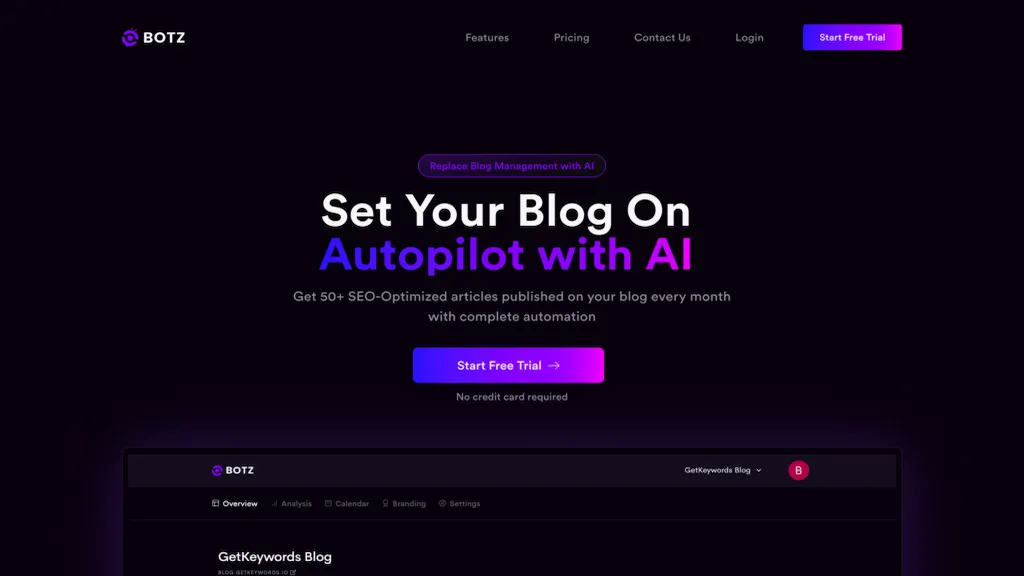 BOTZ
Features
Pricing
Contact Us
Login
Start Free Trial
Replace Blog Management with AI
Set Your Blog On
Autopilot with AI
Get 50+ SEO-Optimized articles published on your blog every month
with complete automation
Start Free Trial →
No credit card required
BOTZ
GetKeywords Blog
B
Overview
Analysis
Calendar
Branding
Settings
GetKeywords Blog
BLOG.GETKEYWORDS.IO